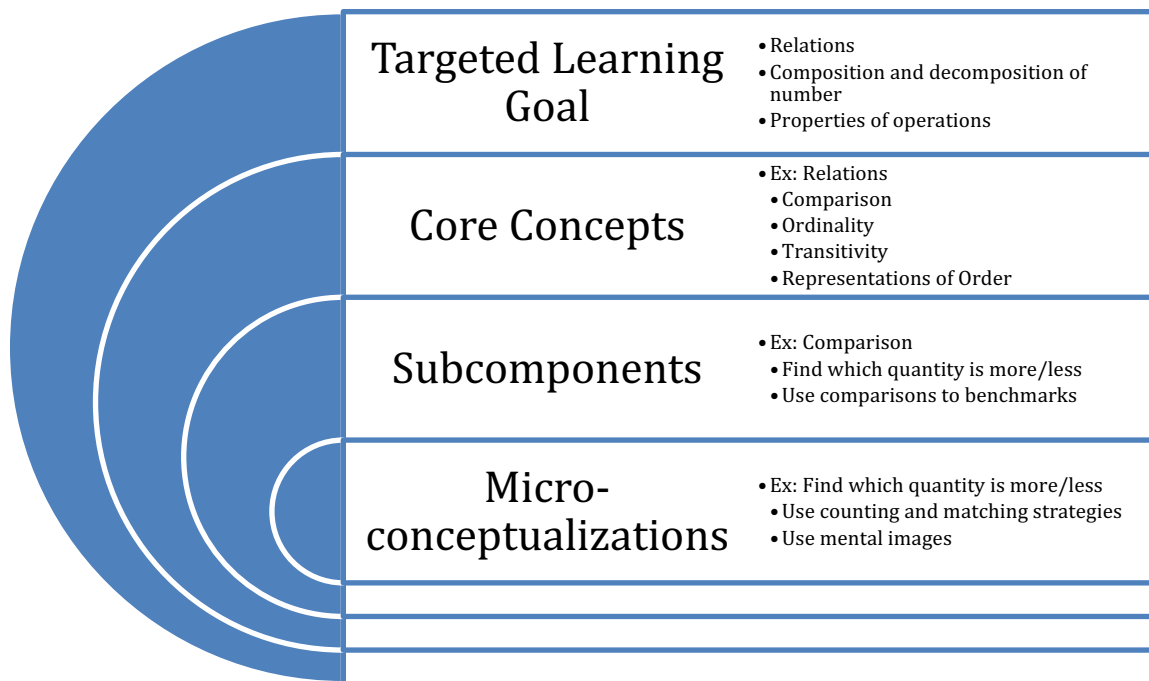 Targeted Learning
Goal
• Relations
• Composition and decomposition of
number
• Properties of operations
Core Concepts
• Ex: Relations
• Comparison
• Ordinality
• Transitivity
• Representations of Order
Subcomponents
• Ex: Comparison
• Find which quantity is more/less
• Use comparisons to benchmarks
Micro-
conceptualizations
• Ex: Find which quantity is more/less
• Use counting and matching strategies
• Use mental images